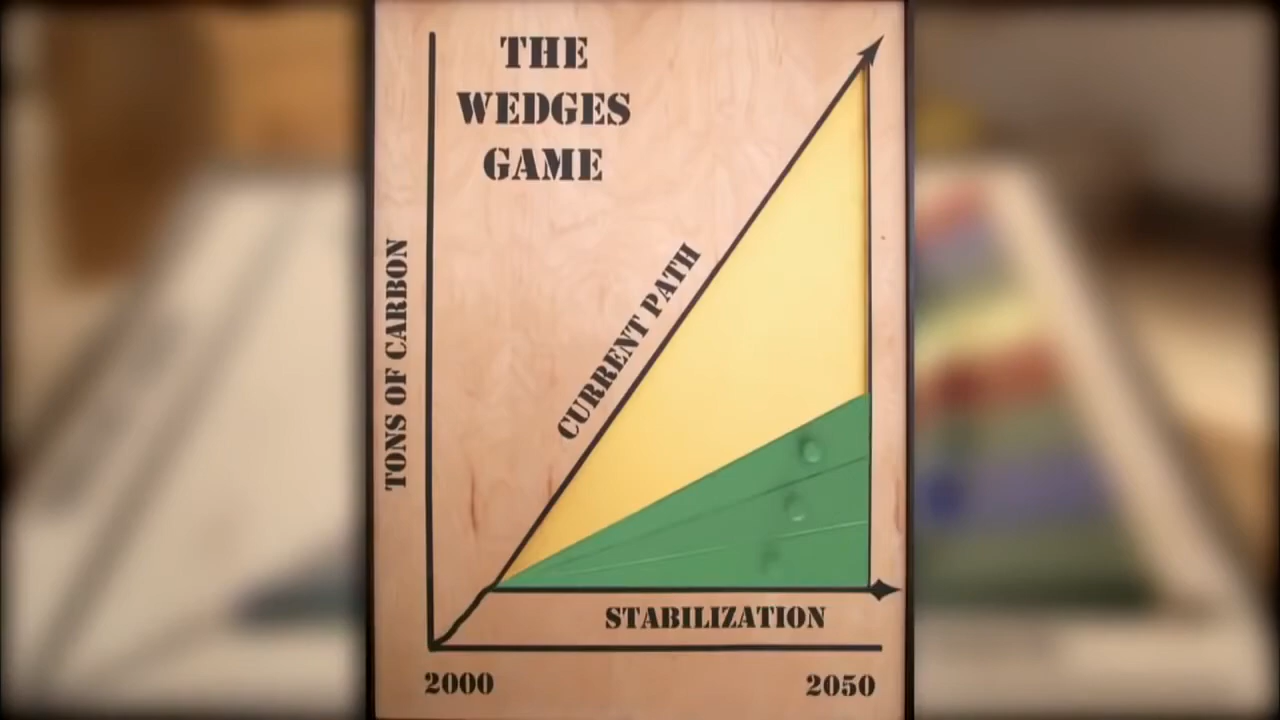 THE
WEDGES
GAME
TONS OF CARBON
CURRENT PATH
STABILIZATION
2000
2050